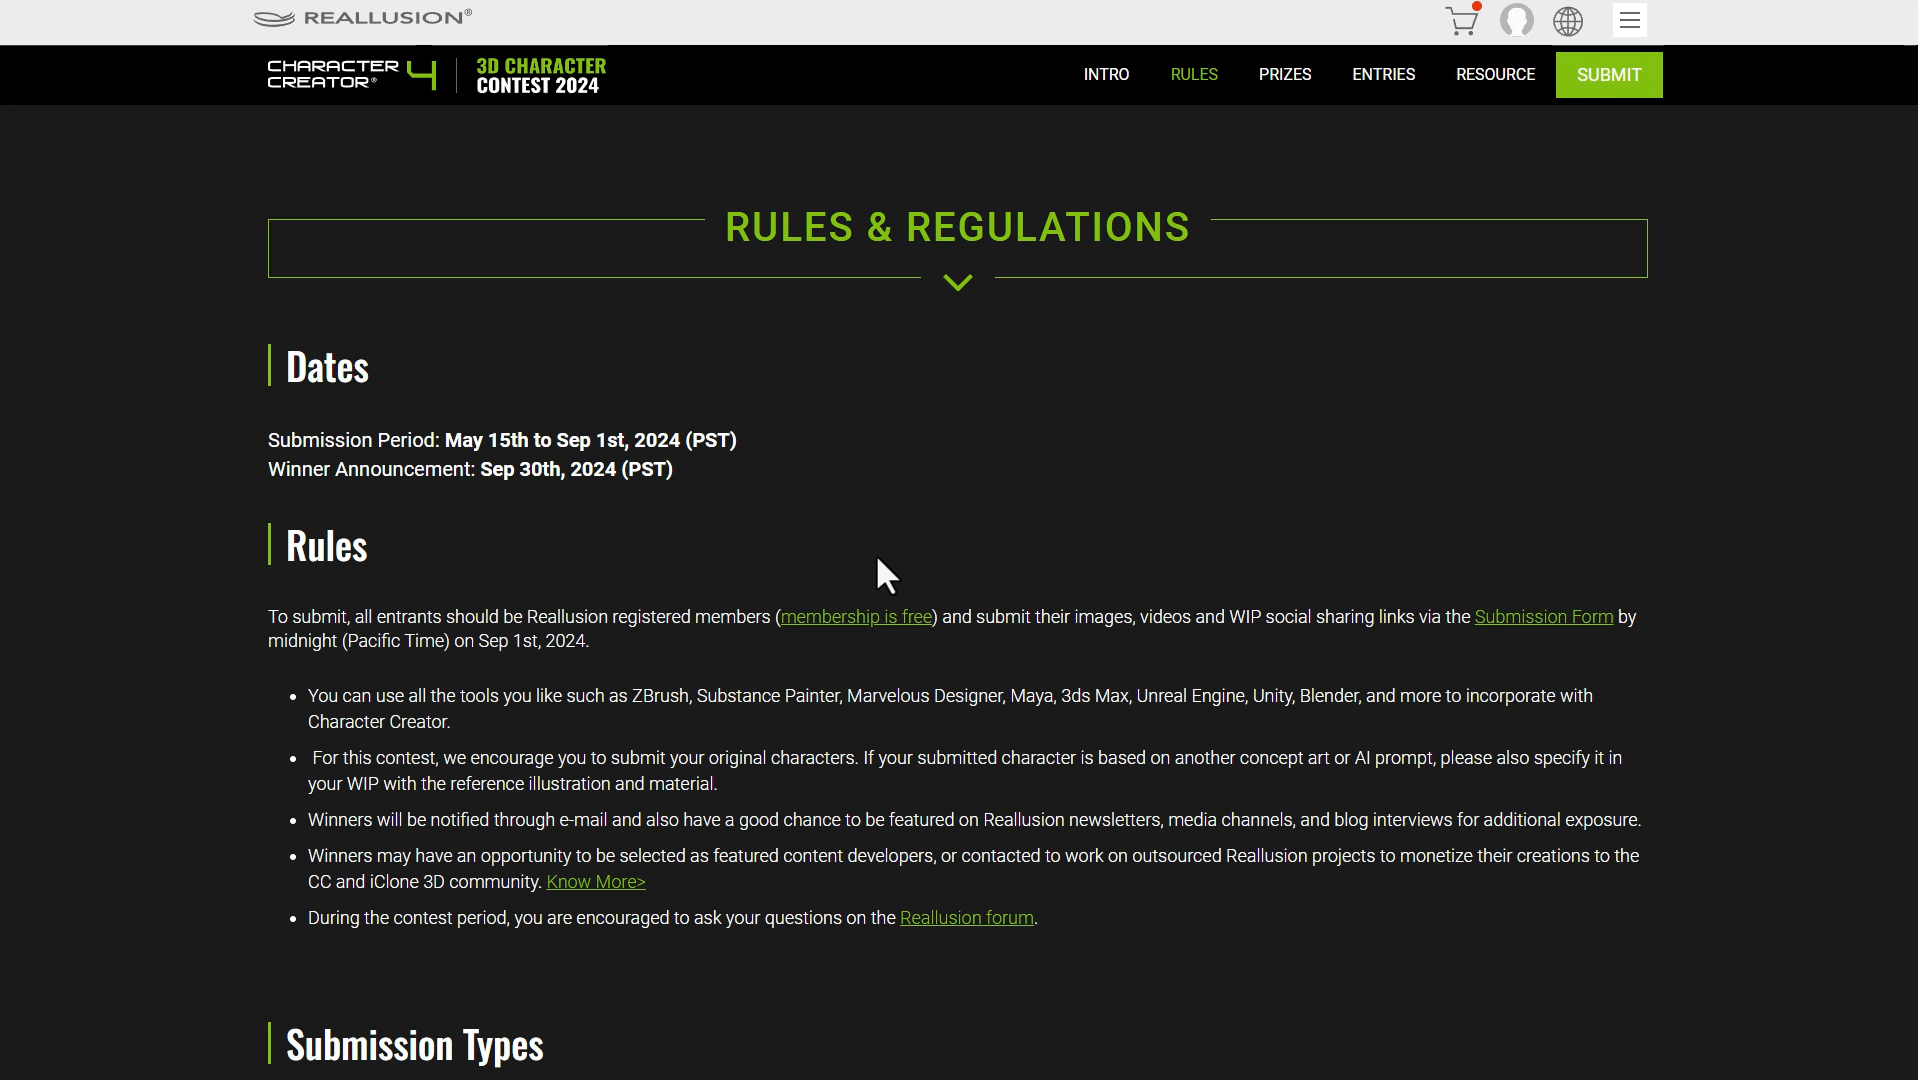 REALLUSION®
CHARACTER CREATOR® 4
3D CHARACTER
CONTEST 2024
INTRO RULES PRIZES ENTRIES RESOURCE SUBMIT
RULES & REGULATIONS
Dates
Submission Period: May 15th to Sep 1st, 2024 (PST)
Winner Announcement: Sep 30th, 2024 (PST)
Rules
To submit, all entrants should be Reallusion registered members (membership is free) and submit their images, videos and WIP social sharing links via the Submission Form by
midnight (Pacific Time) on Sep 1st, 2024.
• You can use all the tools you like such as ZBrush, Substance Painter, Marvelous Designer, Maya, 3ds Max, Unreal Engine, Unity, Blender, and more to incorporate with
Character Creator.
• For this contest, we encourage you to submit your original characters. If your submitted character is based on another concept art or AI prompt, please also specify it in
your WIP with the reference illustration and material.
• Winners will be notified through e-mail and also have a good chance to be featured on Reallusion newsletters, media channels, and blog interviews for additional exposure.
• Winners may have an opportunity to be selected as featured content developers, or contacted to work on outsourced Reallusion projects to monetize their creations to the
CC and iClone 3D community. Know More>
• During the contest period, you are encouraged to ask your questions on the Reallusion forum.
Submission Types